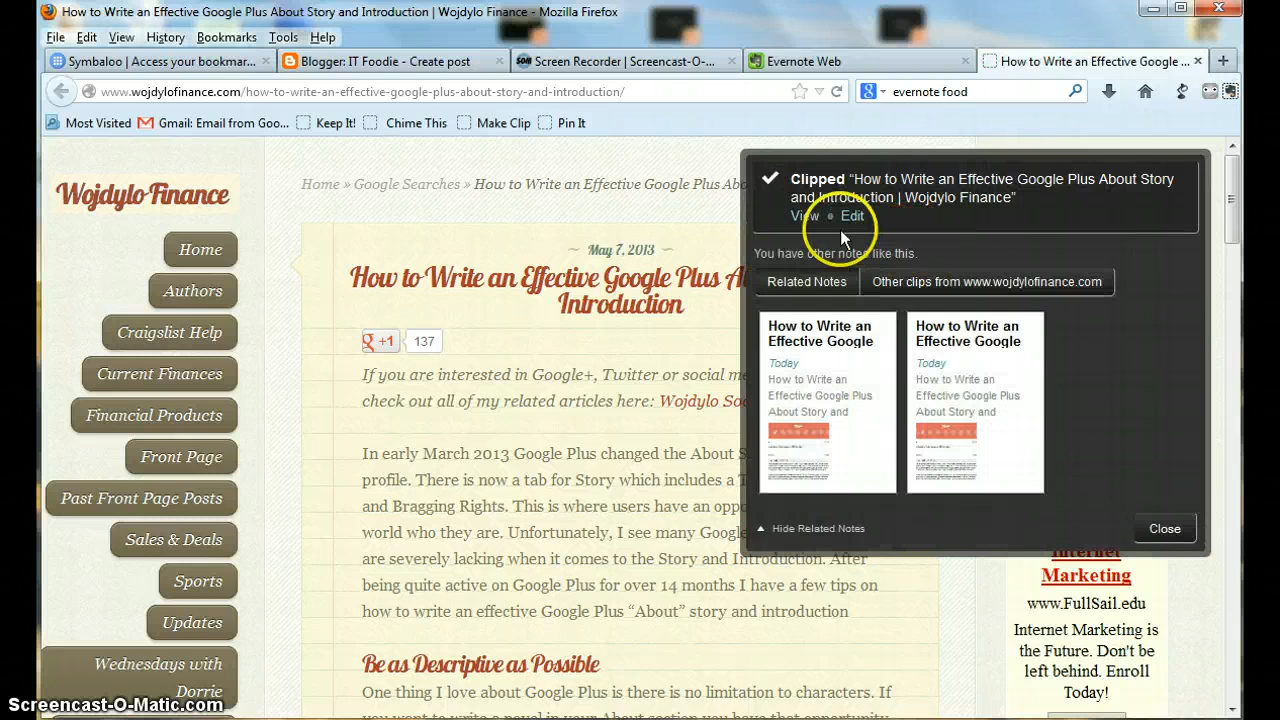 How to Write an Effective Google Plus About Story and Introduction | Wojdylo Finance - Mozilla Firefox
File Edit View History Bookmarks Tools Help
Symbaloo | Access your bookmar...
Blogger: IT Foodie - Create post
Screen Recorder | Screencast-O-...
Evernote Web
How to Write an Effective Google ...
www.wojdylofinance.com/how-to-write-an-effective-google-plus-about-story-and-introduction/
evernote food
Most Visited Gmail: Email from Goo... Keep It! Chime This Make Clip Pin It
Wojdylo Finance
Home
Authors
Craigslist Help
Current Finances
Financial Products
Front Page
Past Front Page Posts
Sales & Deals
Sports
Updates
Wednesdays with
Dorrie
Home » Google Searches » How to Write an Effective Google Plus Abo
May 7, 2013
How to Write an Effective Google Plus A
Introduction
+1 137
If you are interested in Google+, Twitter or social me
check out all of my related articles here: Wojdylo Soc
In early March 2013 Google Plus changed the About S
profile. There is now a tab for Story which includes a T
and Bragging Rights. This is where users have an oppo
world who they are. Unfortunately, I see many Googl
are severely lacking when it comes to the Story and Introduction. After
being quite active on Google Plus for over 14 months I have a few tips on
how to write an effective Google Plus “About” story and introduction
Be as Descriptive as Possible
One thing I love about Google Plus is there is no limitation to characters. If
you want to write a novel in your About section you have that opportunity
Clipped “How to Write an Effective Google Plus About Story
and Introduction | Wojdylo Finance”
View Edit
You have other notes like this.
Related Notes
Other clips from www.wojdylofinance.com
How to Write an
Effective Google
Today
How to Write an
Effective Google Plus
About Story and
How to Write an
Effective Google
Today
How to Write an
Effective Google Plus
About Story and
Hide Related Notes
Close
Internet
Marketing
www.FullSail.edu
Internet Marketing is
the Future. Don't be
left behind. Enroll
Today!
Screencast-O-Matic.com